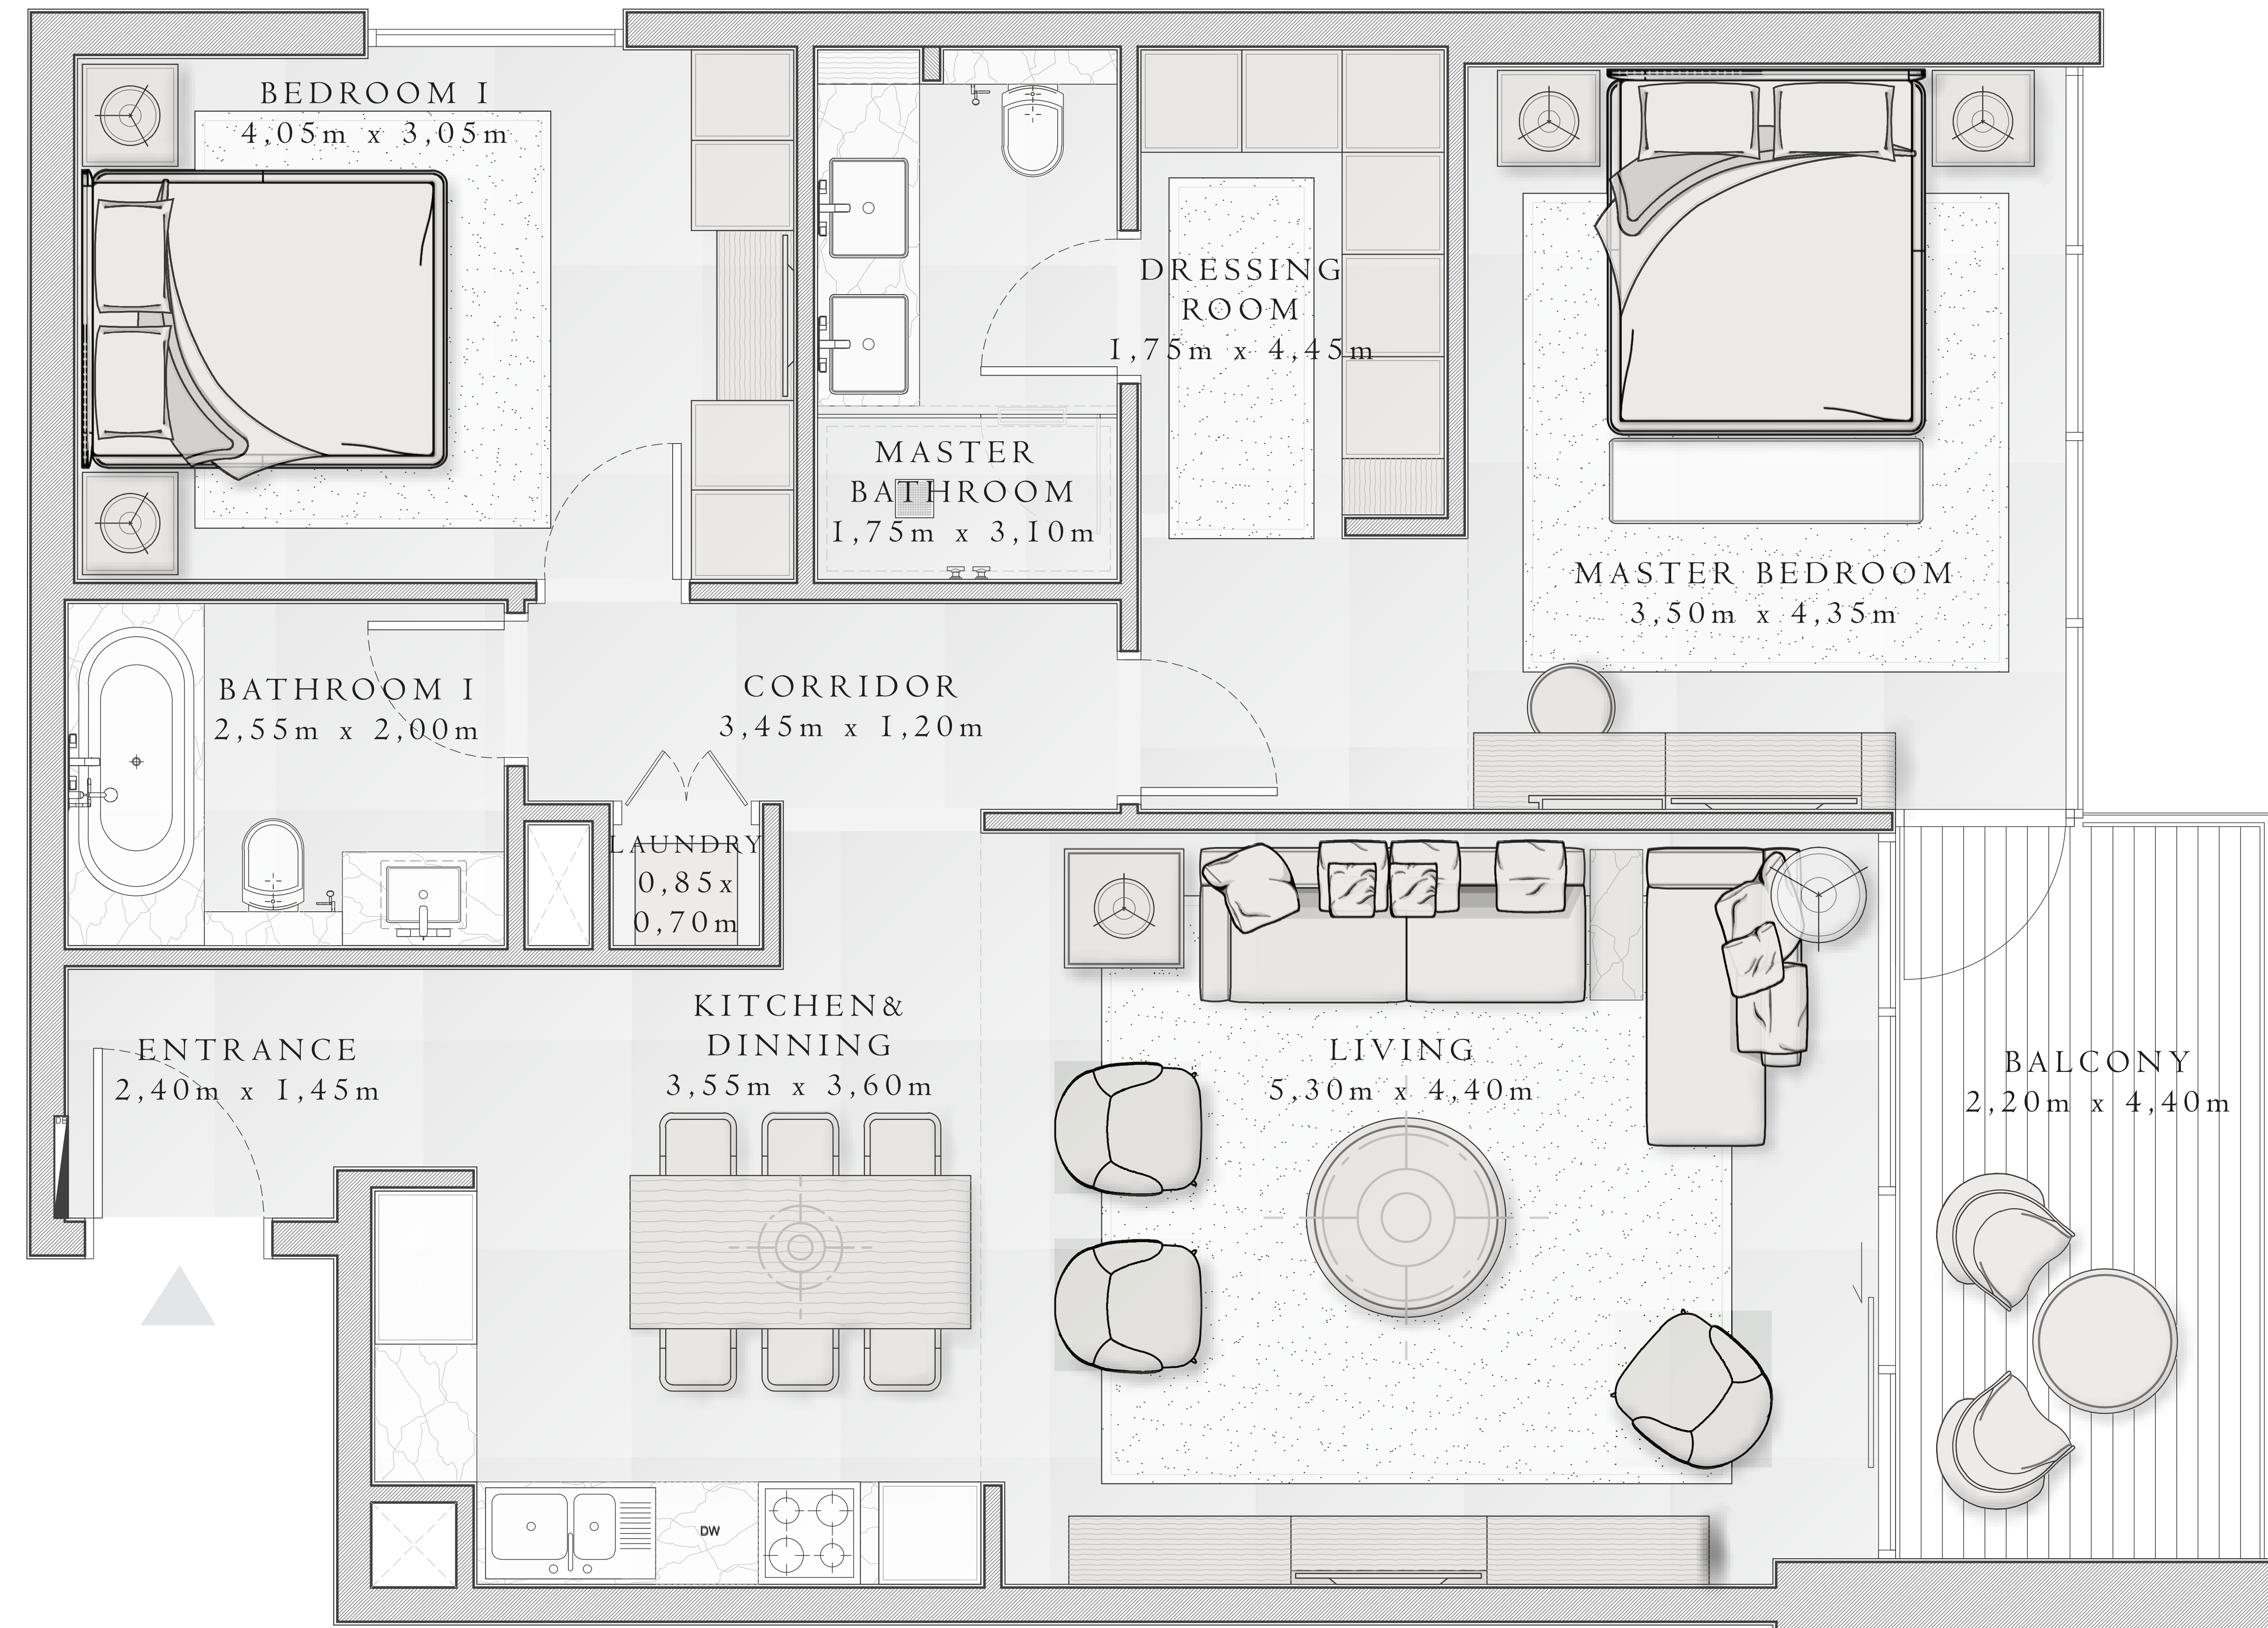 BEDROOM I
4,05m x 3,05m
DRESSING
ROOM
1,75m x 4,45m
MASTER
BATHROOM
1,75m x 3,10m
MASTER BEDROOM
3,50m x 4,35m
BATHROOM I
2,55m x 2,00m
CORRIDOR
3,45m x 1,20m
LAUNDRY
0,85x
0,70m
ENTRANCE
2,40m x 1,45m
KITCHEN&
DINNING
3,55m x 3,60m
LIVING
5,30m x 4,40m
BALCONY
2,20m x 4,40m
DB
DW